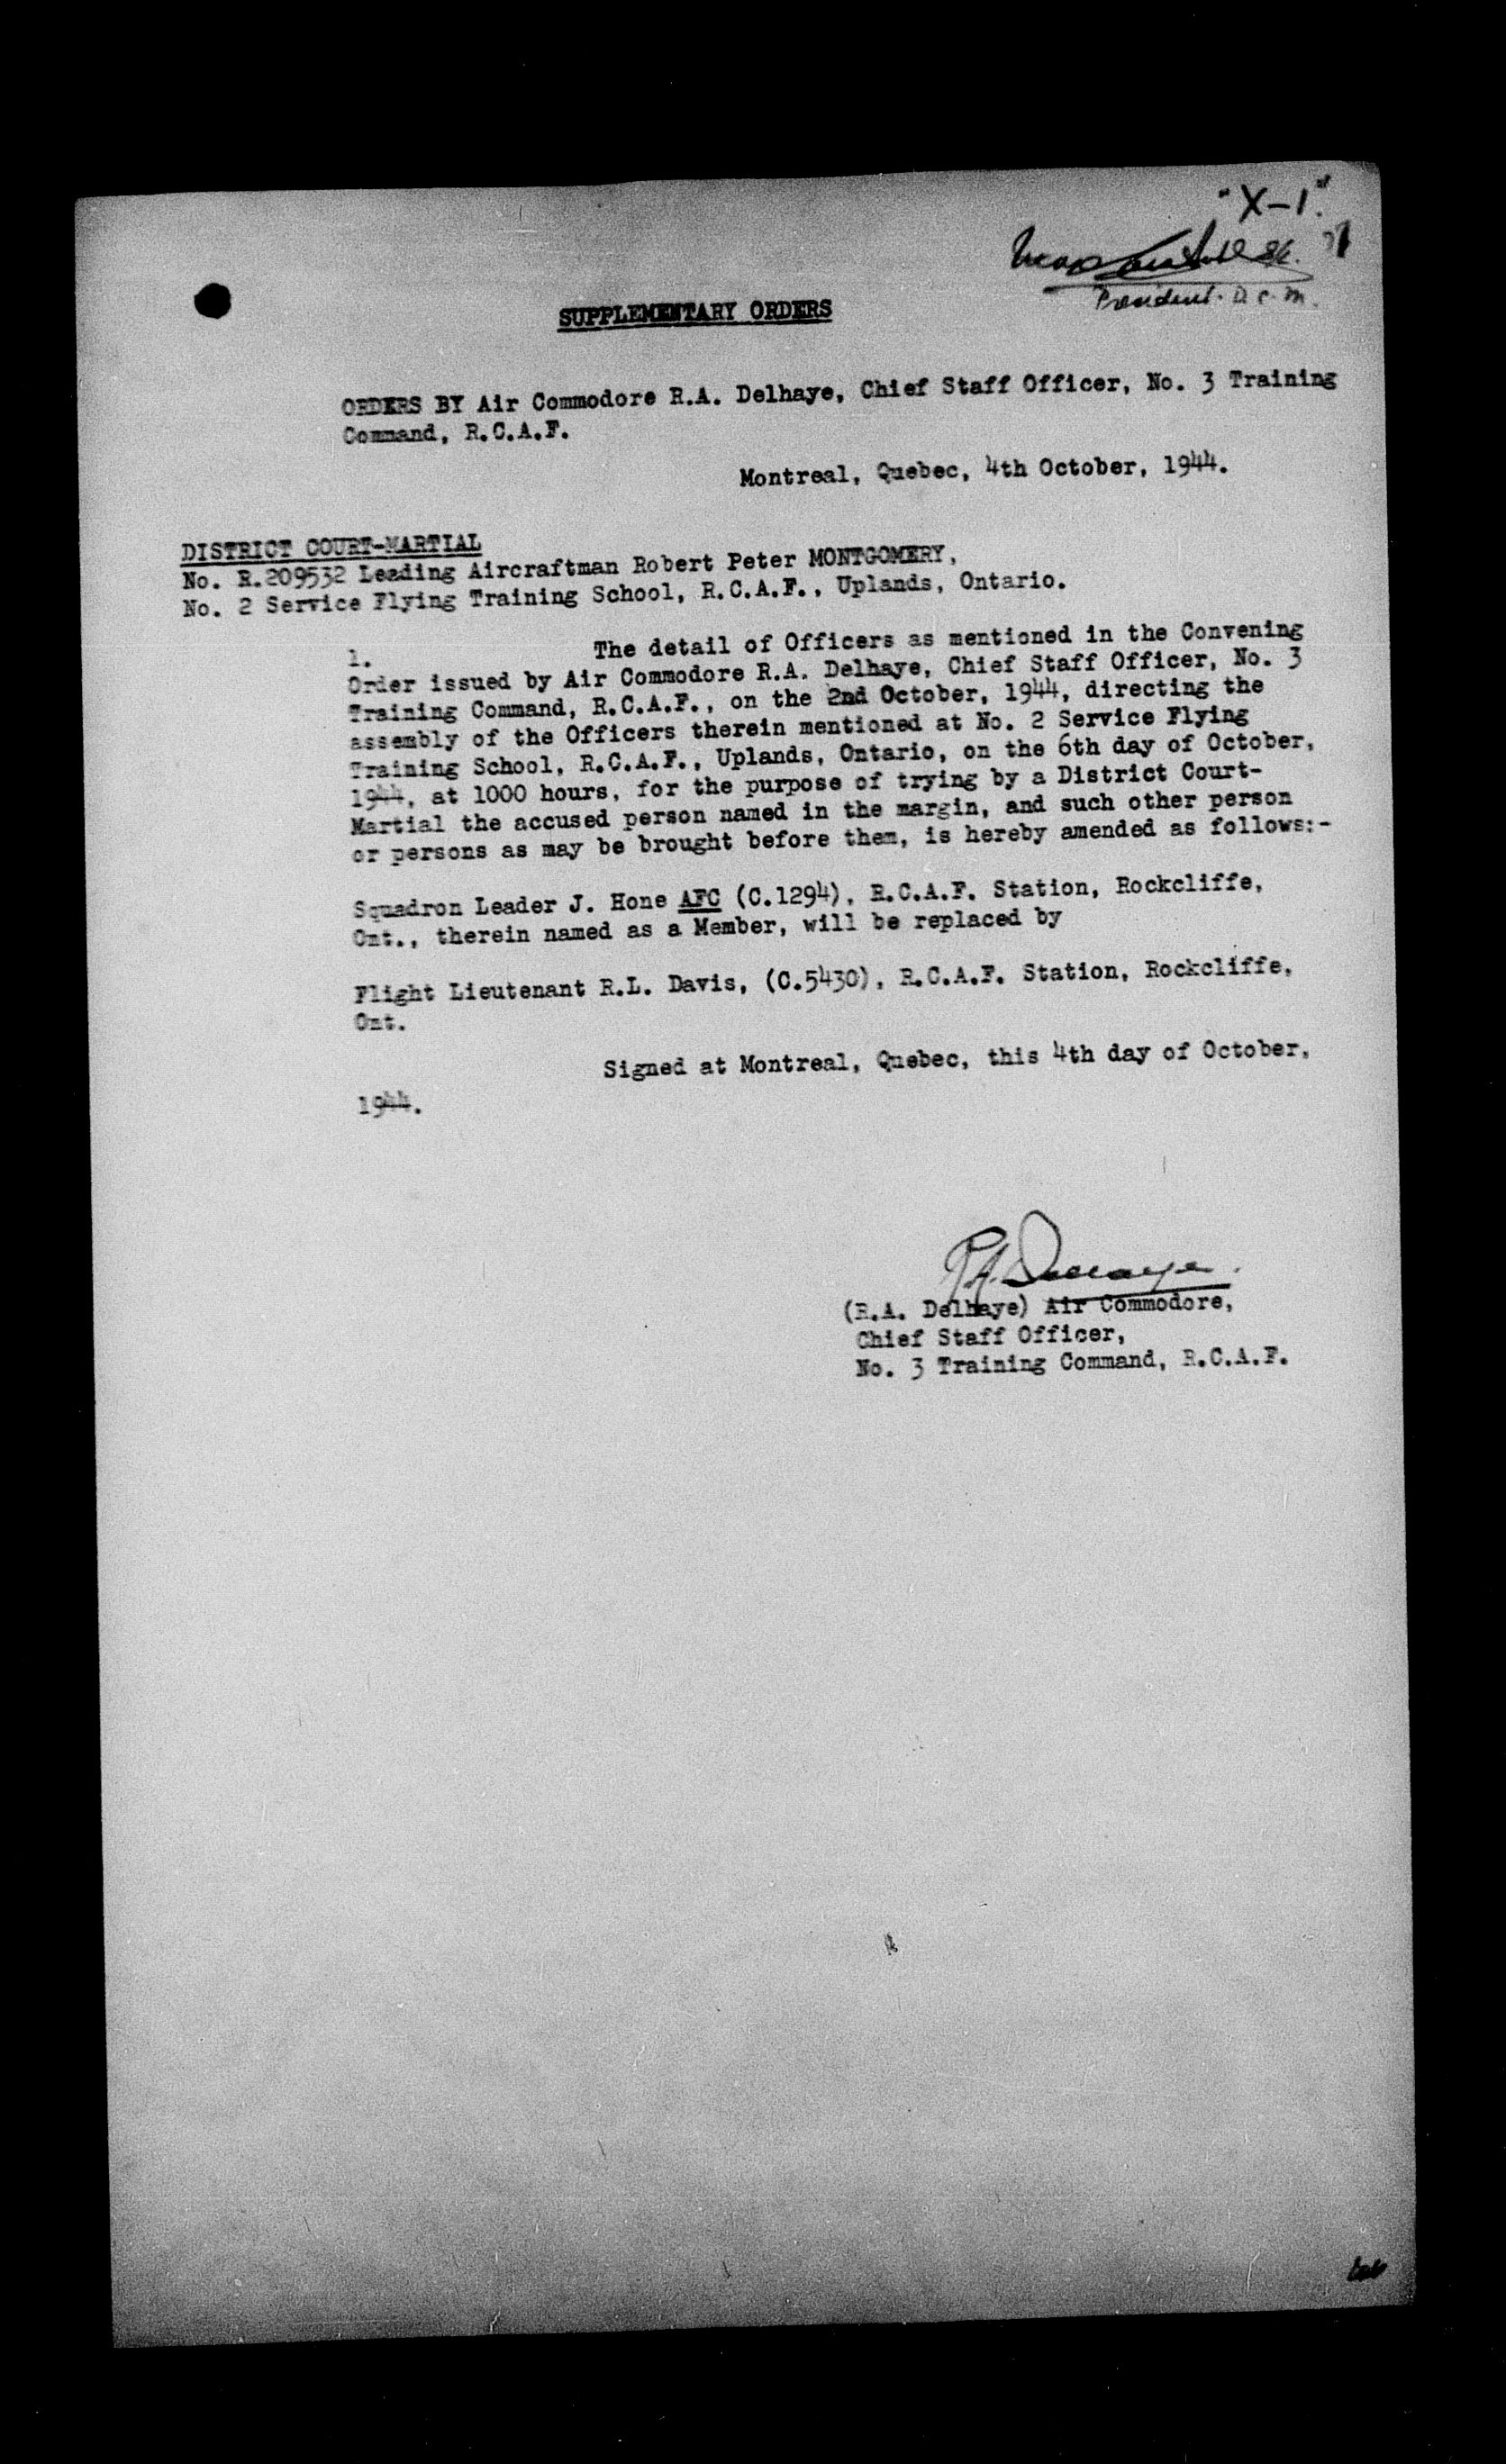 "X-1"
President. D.C.M.
SUPPLEMENTARY ORDERS
ORDERS BY Air Commodore R.A. Delhaye, Chief Staff Officer, No. 3 Training
Command, R.C.A.F.
Montreal, Quebec, 4th October, 1944.
DISTRICT COURT-MARTIAL
No. R.209532 Leading Aircraftman Robert Peter MONTGOMERY,
No. 2 Service Flying Training School, R.C.A.F., Uplands, Ontario.
1. The detail of Officers as mentioned in the Convening
Order issued by Air Commodore R.A. Delhaye, Chief Staff Officer, No. 3
Training Command, R.C.A.F., on the 2nd October, 1944, directing the
assembly of the Officers therein mentioned at No. 2 Service Flying
Training School, R.C.A.F., Uplands, Ontario, on the 6th day of October,
1944, at 1000 hours, for the purpose of trying by a District Court-
Martial the accused person named in the margin, and such other person
or persons as may be brought before them, is hereby amended as follows:-
Squadron Leader J. Hone AFC (C.1294), R.C.A.F. Station, Rockcliffe,
Ont., therein named as a Member, will be replaced by
Flight Lieutenant R.L. Davis, (C.5430), R.C.A.F. Station, Rockcliffe,
Ont.
Signed at Montreal, Quebec, this 4th day of October,
1944.
RA Delhaye.
(R.A. Delhaye) Air Commodore,
Chief Staff Officer,
No. 3 Training Command, R.C.A.F.